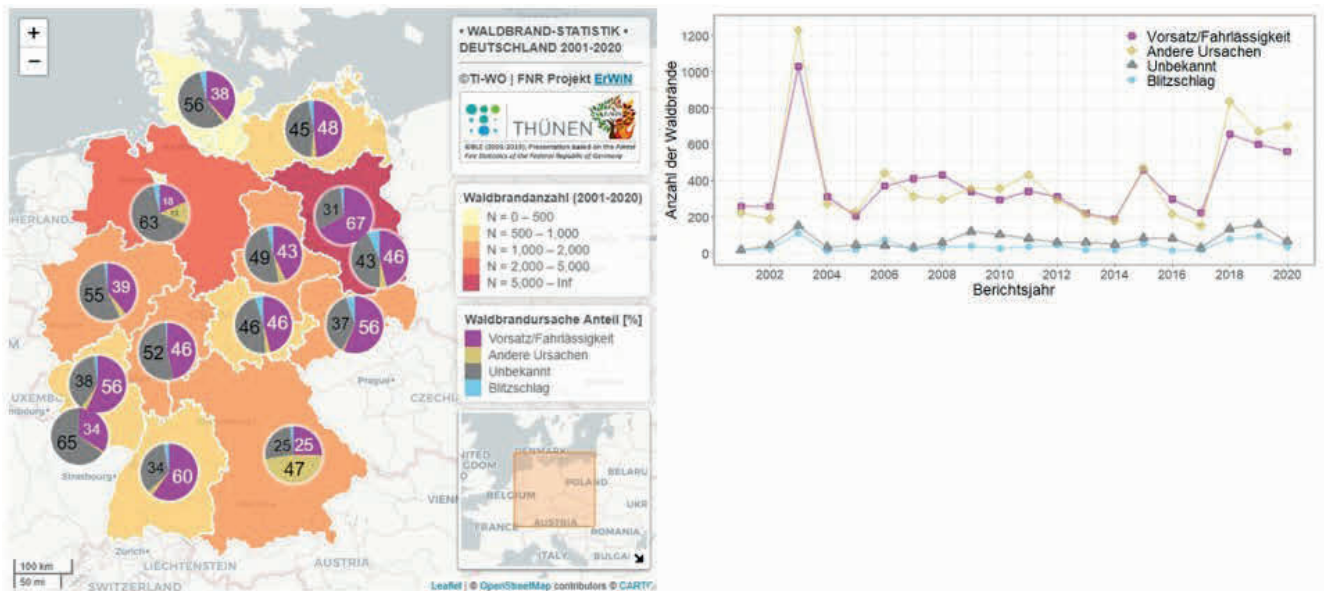 +
−
• WALDBRAND-STATISTIK •
DEUTSCHLAND 2001-2020
©TI-WO | FNR Projekt ErWiN
THÜNEN
Waldbrandanzahl (2001-2020)
N = 0 – 500
N = 500 – 1,000
N = 1,000 – 2,000
N = 2,000 – 5,000
N = 5,000 – Inf
Waldbrandursache Anteil [%]
Vorsatz/Fahrlässigkeit
Andere Ursachen
Unbekannt
Blitzschlag
56 38
45 48
63 18
31 67
49 43
43 46
55 39
46 46
37 56
52 46
38 56
65 34
34 60
25 25 47
Prague
CZECHI
Strasbourg
Zürich
LIECHTENSTEIN
AUSTRIA
SWITZERLAND
VIENN
DENMARK
POLAND
BELARU
BELGIUM
UKR
FRANCE
AUSTRIA
ROMANIA
ITALY
BULGA
100 km
50 mi
Leaflet | © OpenStreetMap contributors © CARTO
Anzahl der Waldbrände
1200
1000
800
600
400
200
0
2002 2004 2006 2008 2010 2012 2014 2016 2018 2020
Berichtsjahr
Vorsatz/Fahrlässigkeit
Andere Ursachen
Unbekannt
Blitzschlag